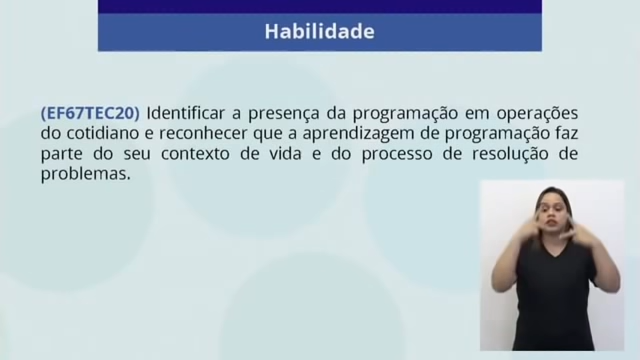 Habilidade
(EF67TEC20) Identificar a presença da programação em operações
do cotidiano e reconhecer que a aprendizagem de programação faz
parte do seu contexto de vida e do processo de resolução de
problemas.